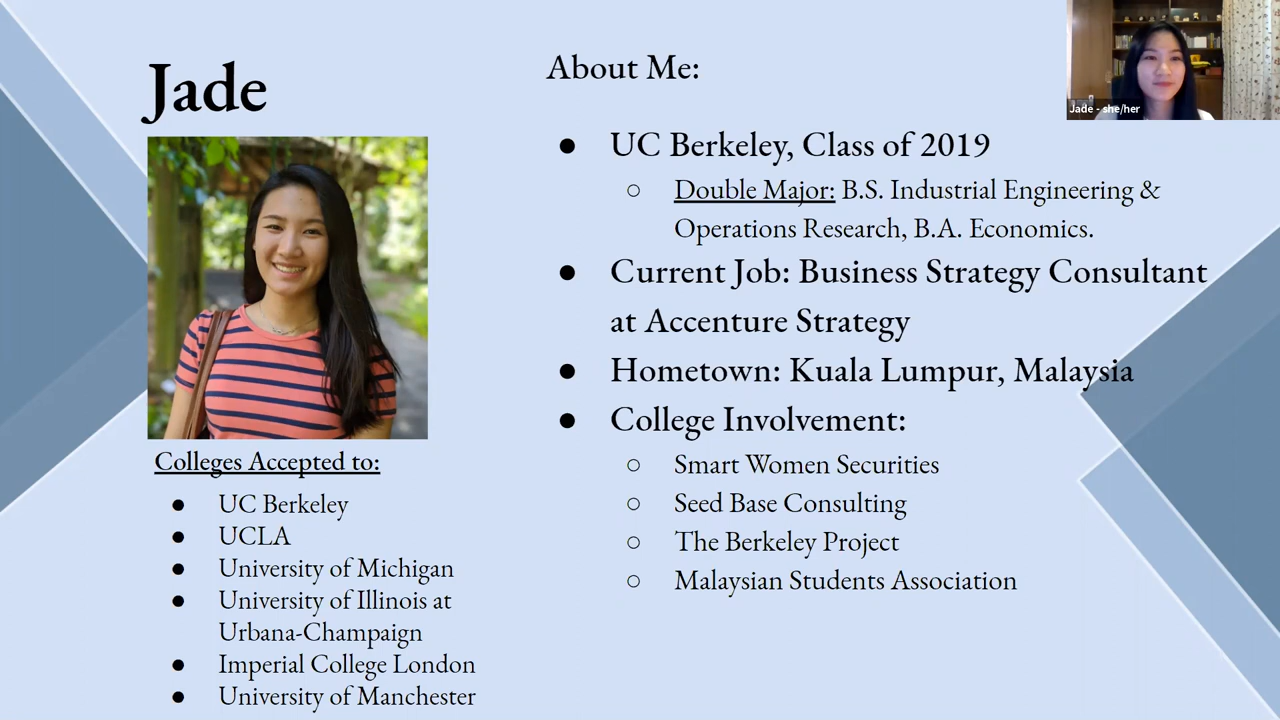 Jade
Colleges Accepted to:
● UC Berkeley
● UCLA
● University of Michigan
● University of Illinois at
Urbana-Champaign
● Imperial College London
● University of Manchester
About Me:
● UC Berkeley, Class of 2019
○ Double Major: B.S. Industrial Engineering &
Operations Research, B.A. Economics.
● Current Job: Business Strategy Consultant
at Accenture Strategy
● Hometown: Kuala Lumpur, Malaysia
● College Involvement:
○ Smart Women Securities
○ Seed Base Consulting
○ The Berkeley Project
○ Malaysian Students Association
Jade - she/her